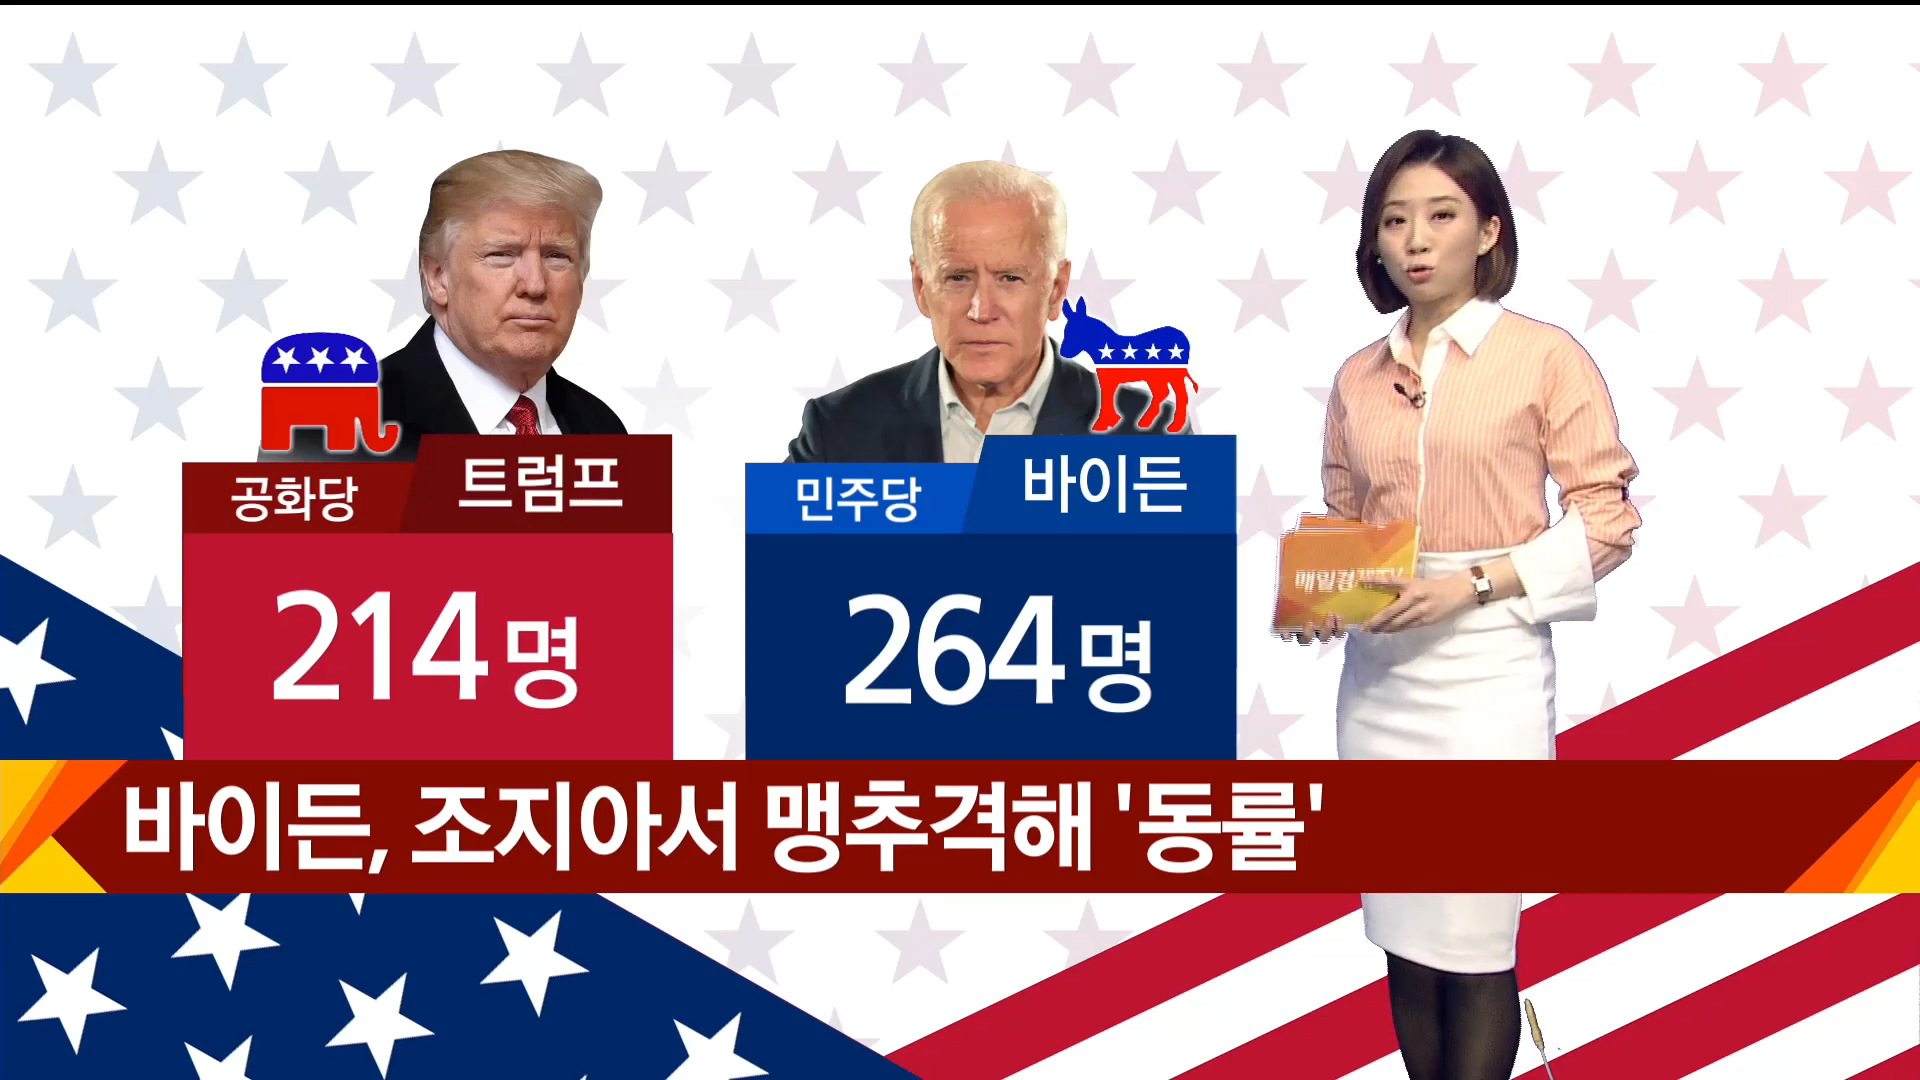 공화당 트럼프
214명
민주당 바이든
264명
바이든, 조지아서 맹추격해 '동률'